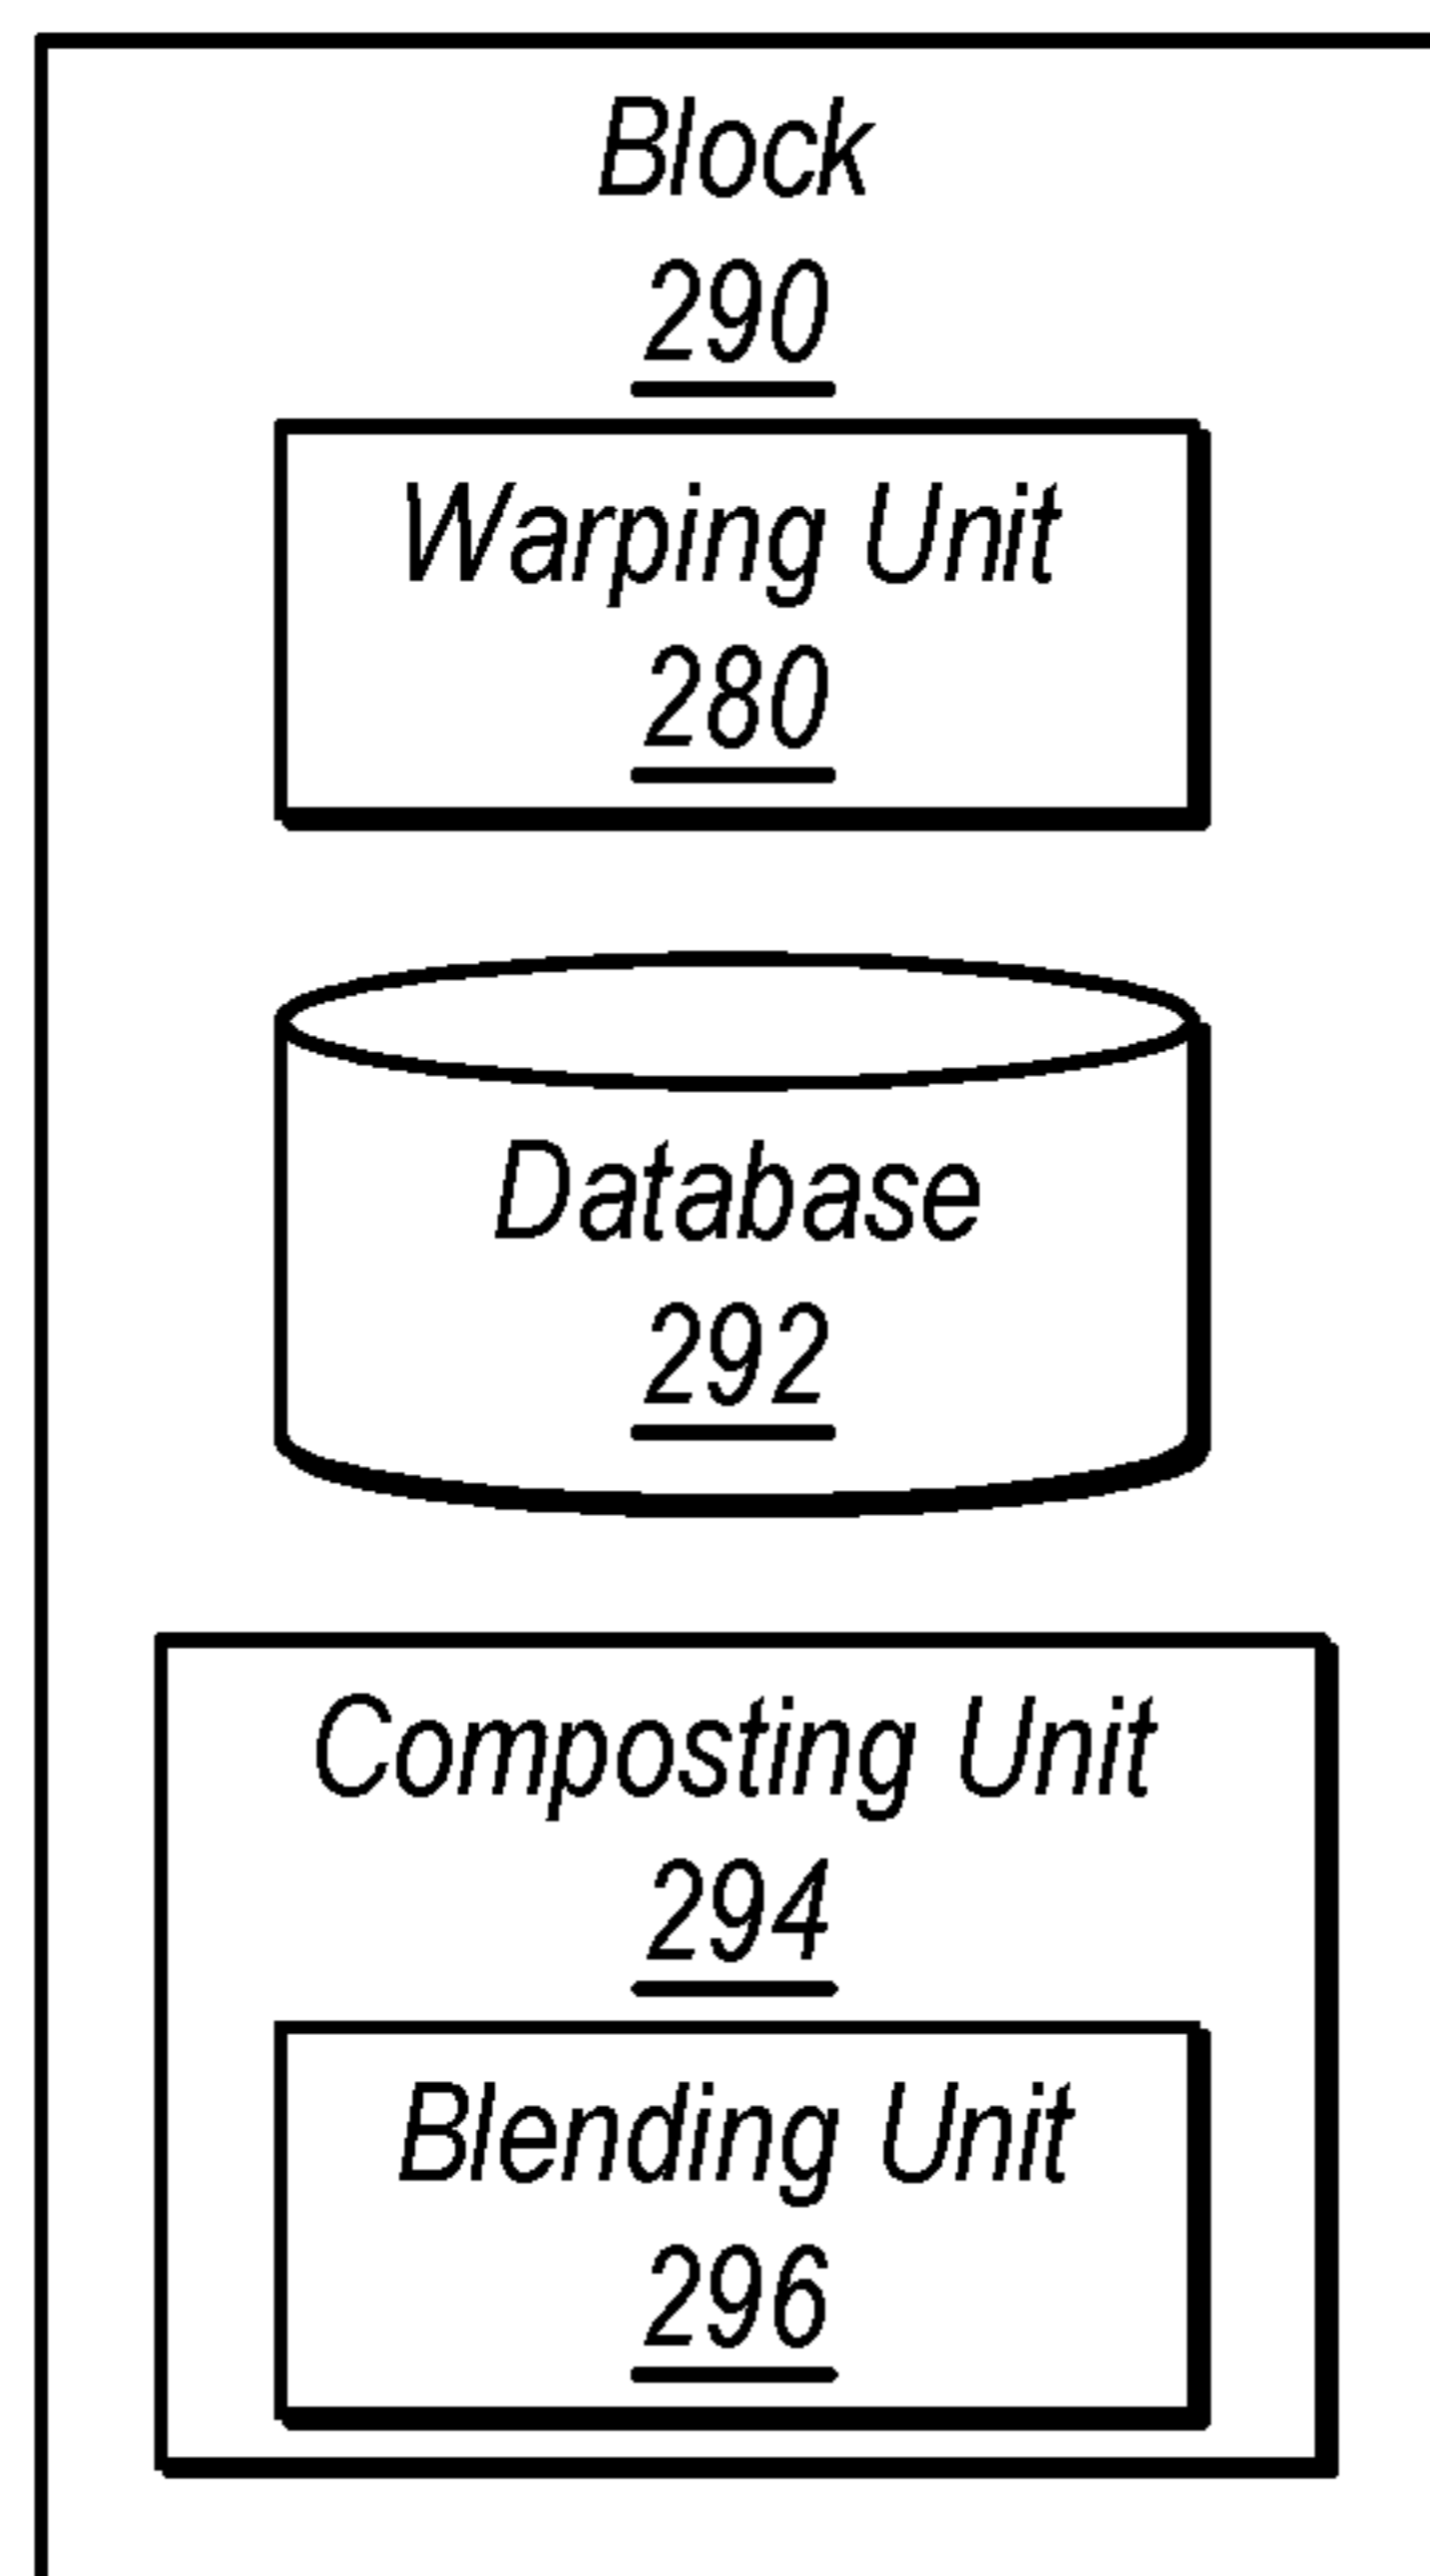 Block
290
Warping Unit
280
Database
292
Composting Unit
294
Blending Unit
296